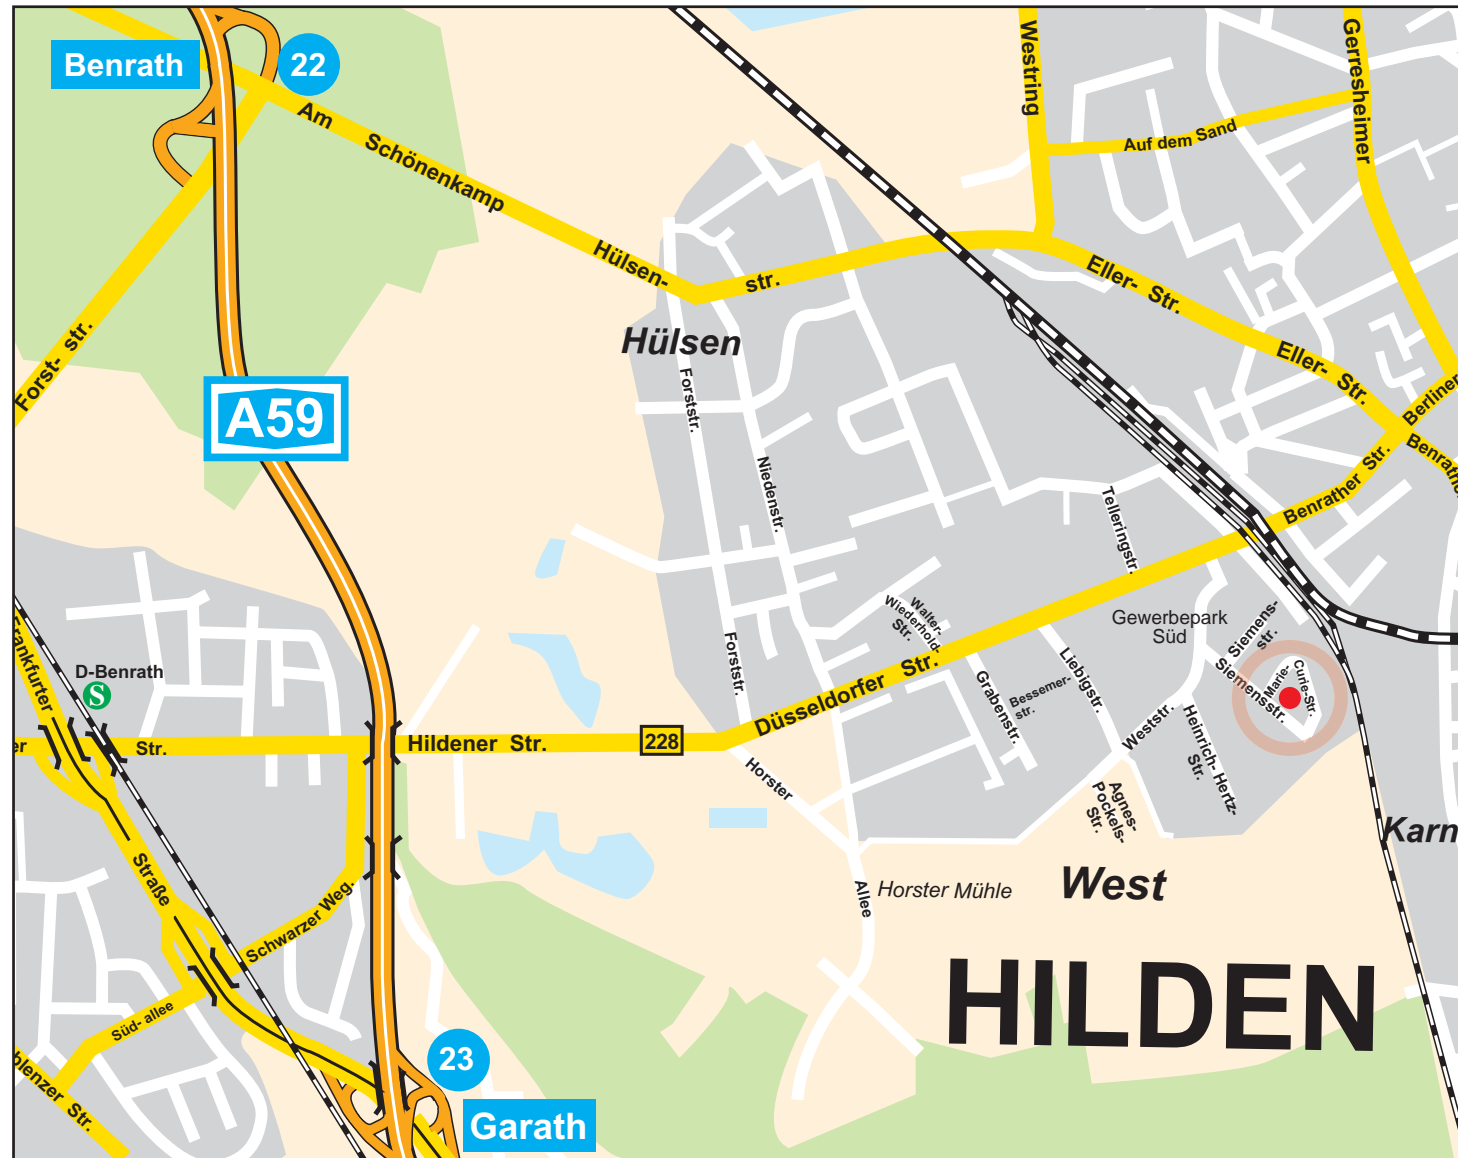 Benrath
22
Am
Schönenkamp
Hülsen-
str.
Westring
Gerresheimer
Auf dem Sand
Eller- Str.
Eller- Str.
Berliner
Benrather Str.
Forst- str.
A59
Hülsen
Forststr.
Niedenstr.
Telleringstr.
Gewerbepark
Süd
Walter-
Wiederhold-
Str.
Siemens-
str.
Siemensstr.
Marie-
Curie-Str.
Frankfurter
D-Benrath
S
Str.
Hildener Str.
228
Düsseldorfer Str.
Forststr.
Grabenstr.
Bessemer-
str.
Liebigstr.
Weststr.
Heinrich- Hertz-
Str.
Agnes-
Pockels-
Str.
Horster
Allee
Horster Mühle
West
Karn
HILDEN
Straße
Schwarzer Weg.
Süd- allee
blenzer Str.
23
Garath